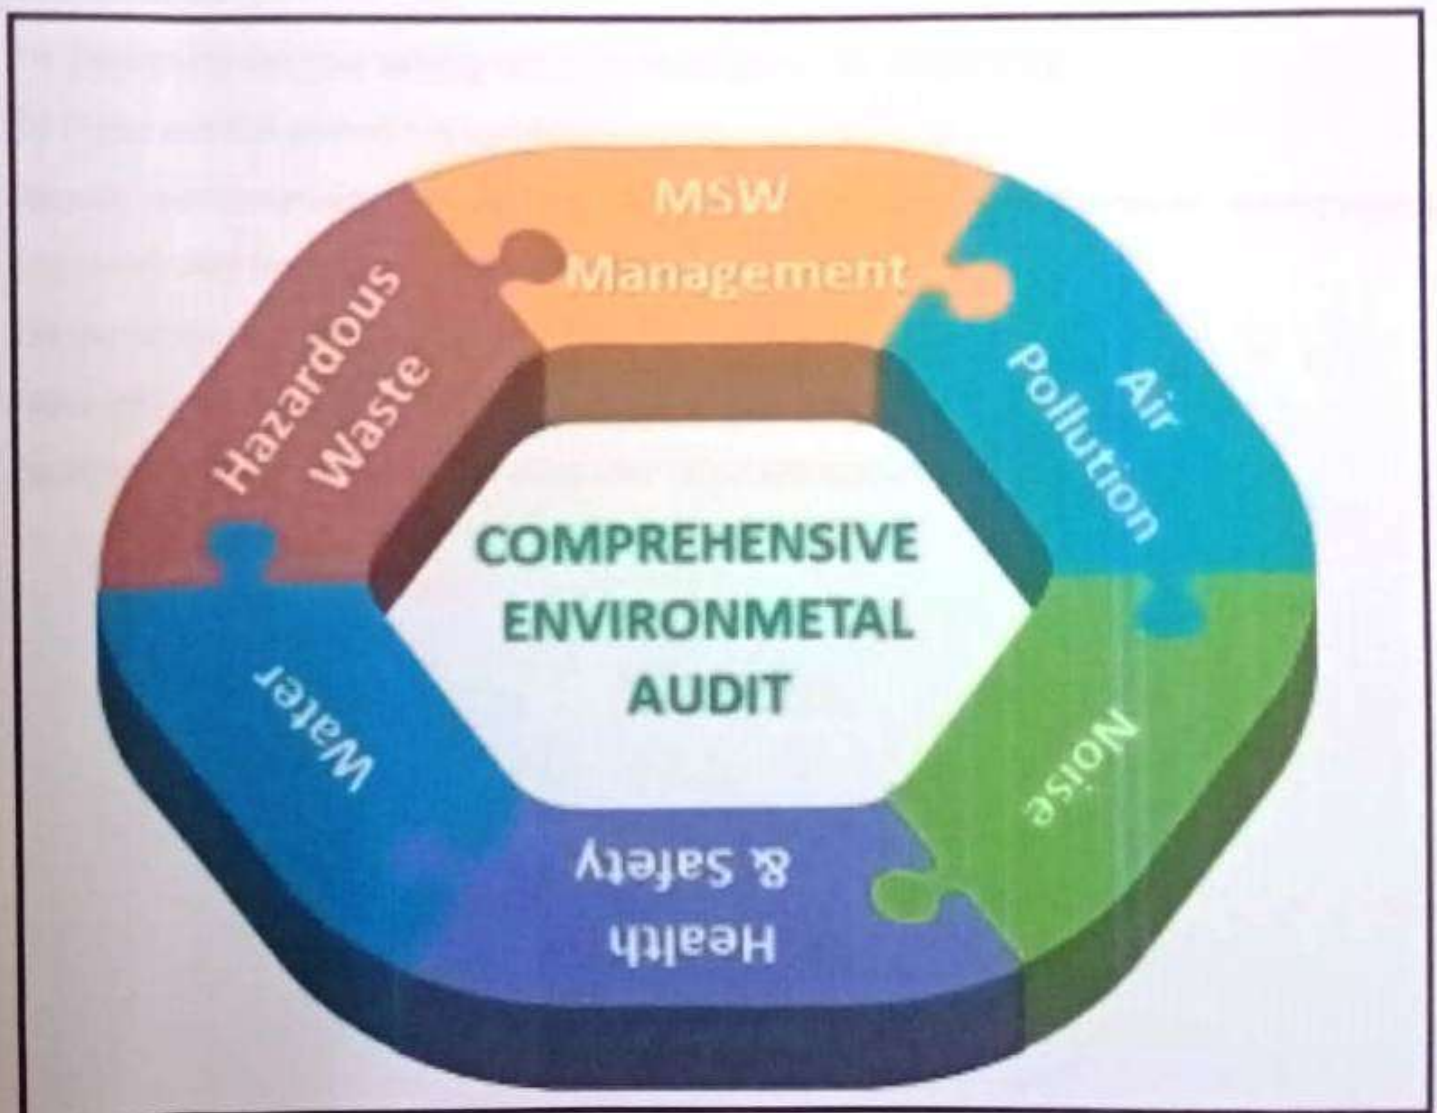 MSW
Management
Air
Pollution
Noise
Health
& Safety
Water
Hazardous
Waste
COMPREHENSIVE
ENVIRONMETAL
AUDIT